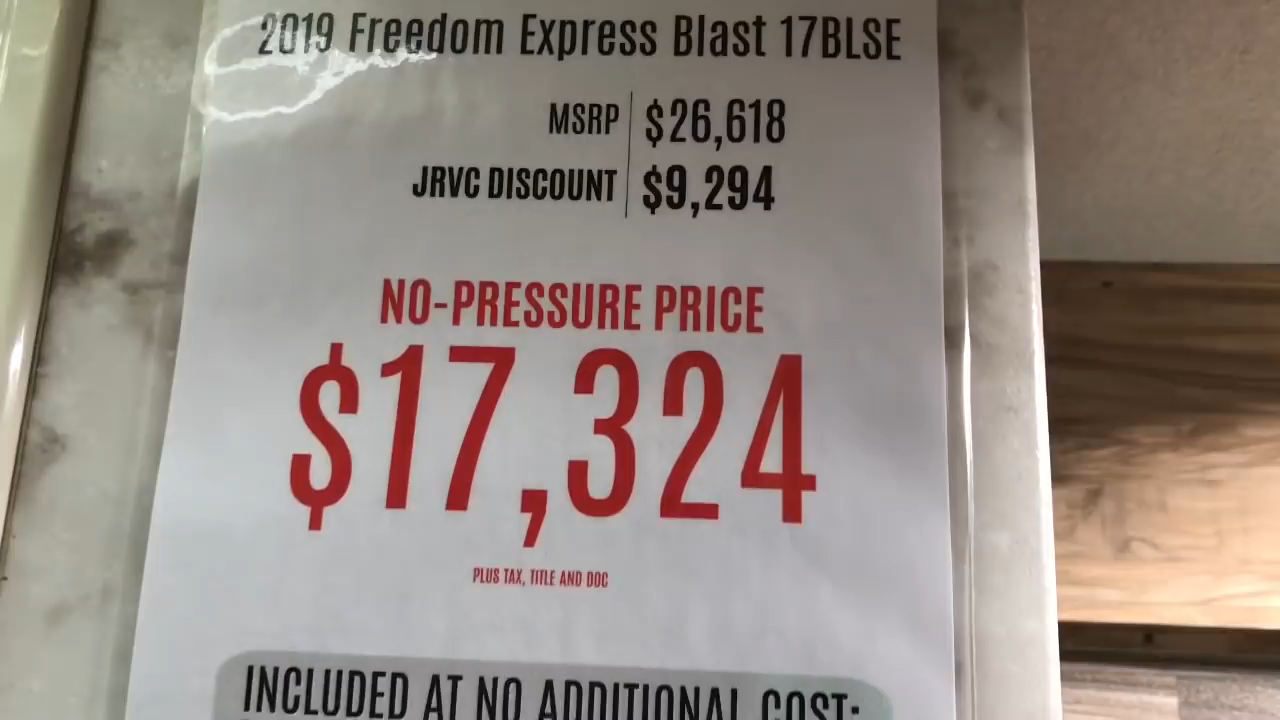 2019 Freedom Express Blast 17BLSE
MSRP $26,618
JRVC DISCOUNT $9,294
NO-PRESSURE PRICE
$17,324
PLUS TAX, TITLE AND DOC
INCLUDED AT NO ADDITIONAL COST: